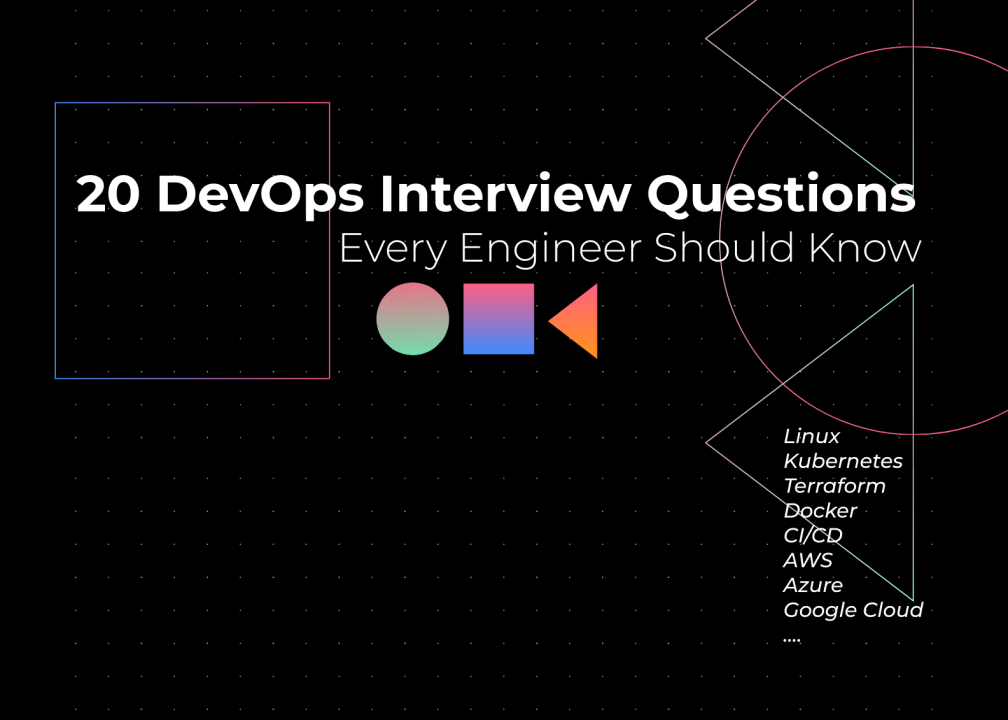 20 DevOps Interview Questions
Every Engineer Should Know
Linux
Kubernetes
Terraform
Docker
CI/CD
AWS
Azure
Google Cloud
....